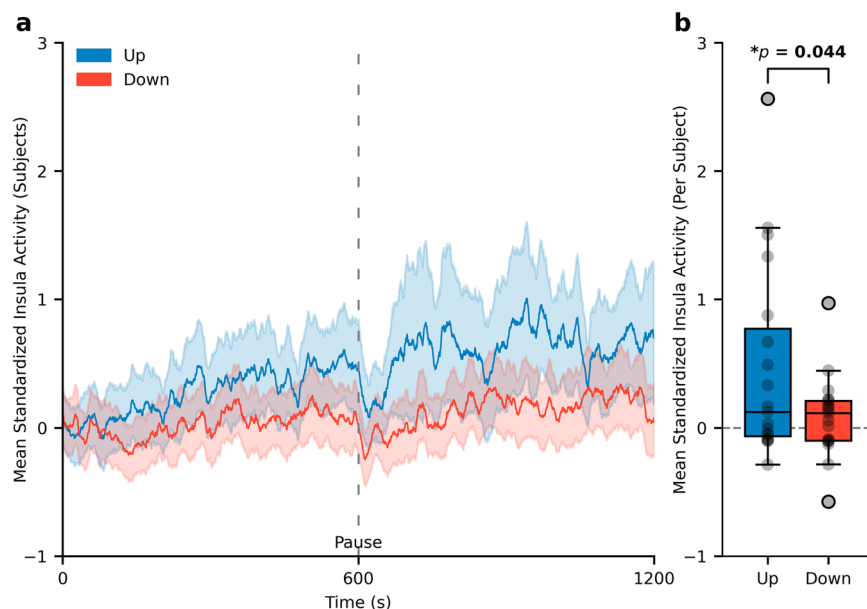 a
Mean Standardized Insula Activity (Subjects)
3
2
1
0
−1
Up
Down
Pause
0
600
1200
Time (s)
b
Mean Standardized Insula Activity (Per Subject)
3
2
1
0
−1
*p = 0.044
Up
Down